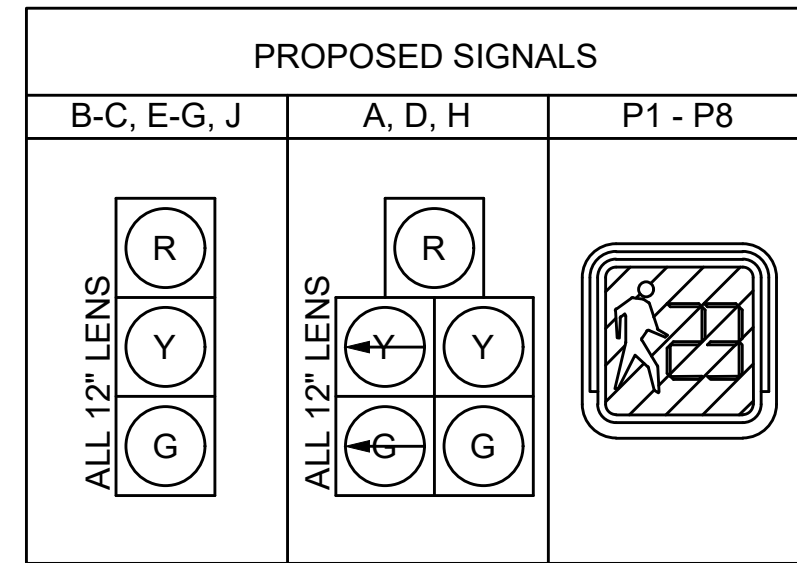 PROPOSED SIGNALS
B-C, E-G, J
A, D, H
P1 - P8
ALL 12" LENS
R
Y
G
ALL 12" LENS
R
Y Y
G G
23